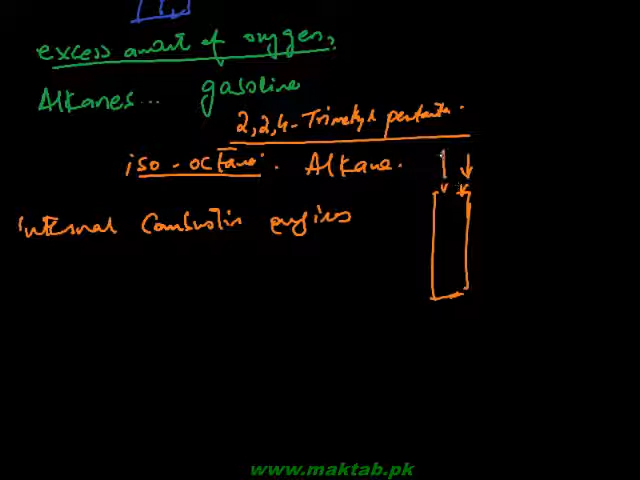 excess amount of oxygen,
Alkanes... gasoline
2,2,4-Trimethyl pentane.
iso-octane. Alkane.
Internal Combustin engines
www.maktab.pk